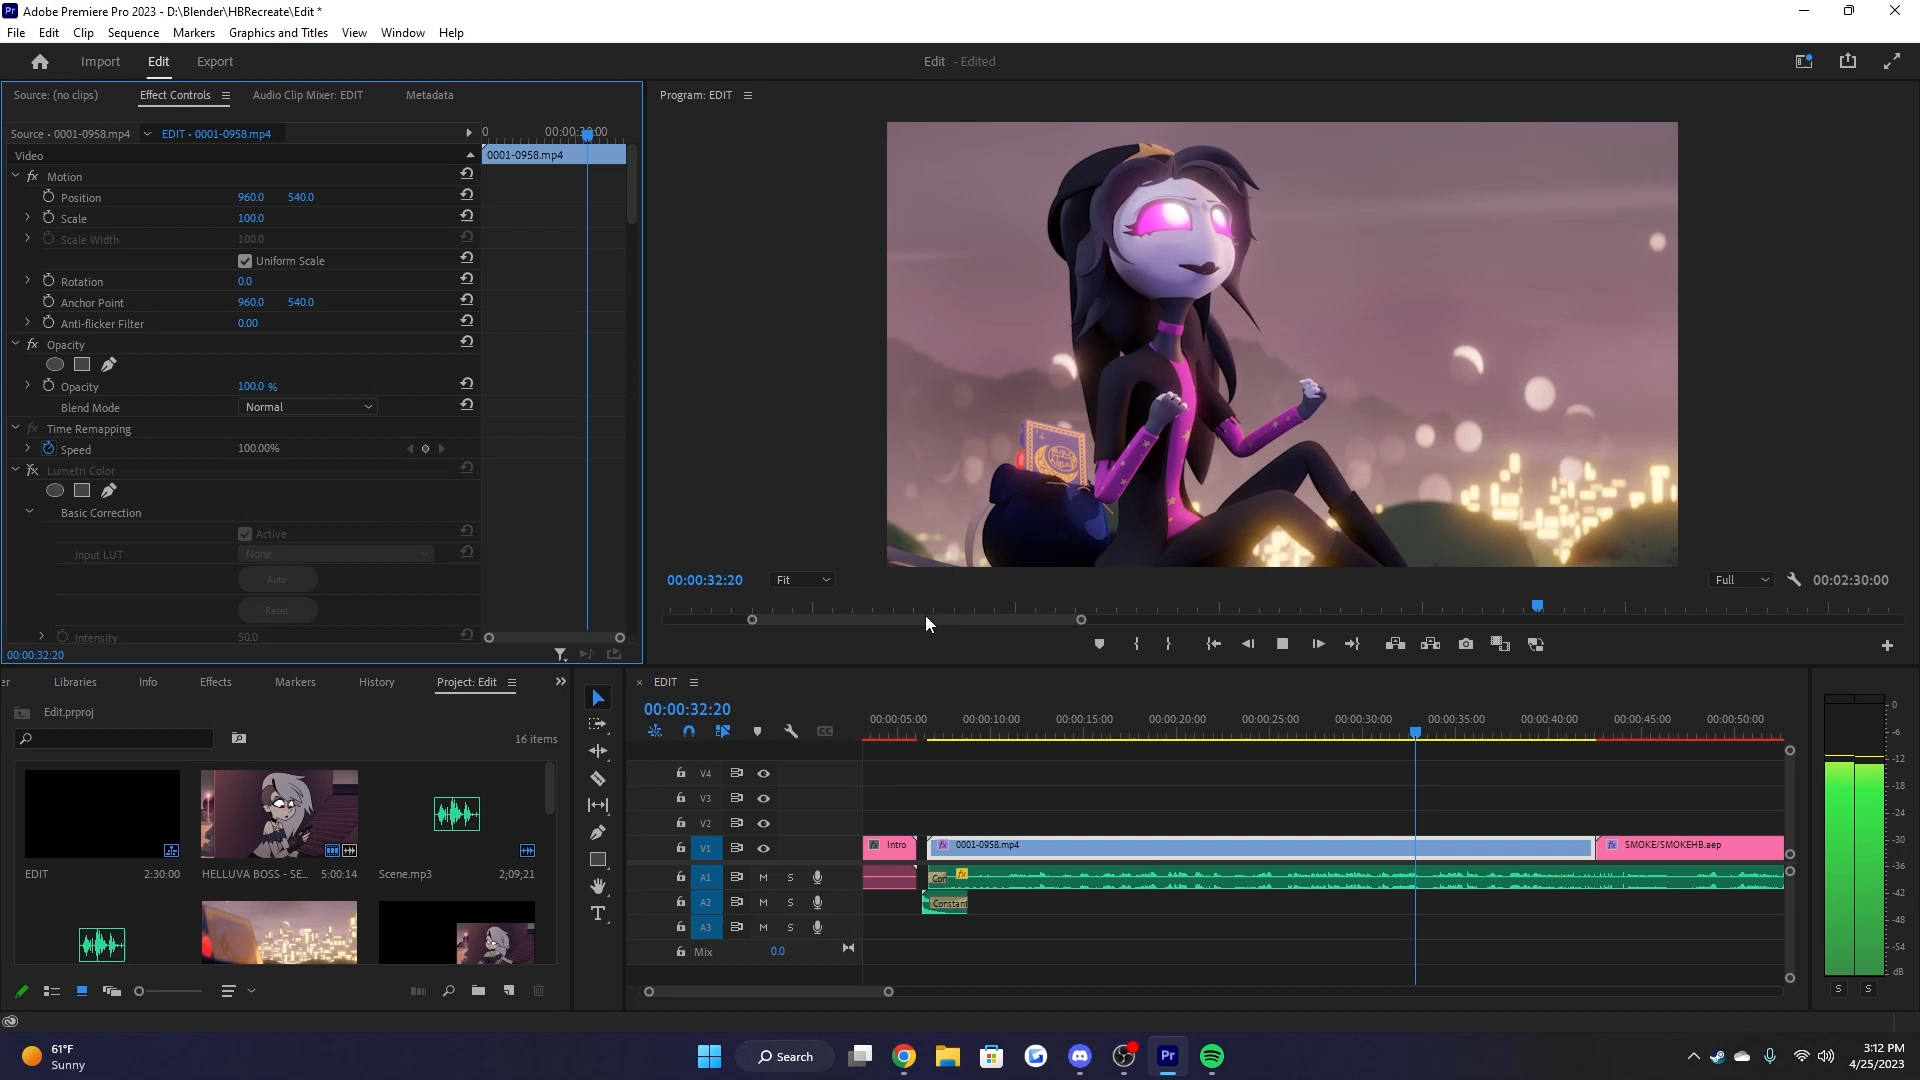 Adobe Premiere Pro 2023 - D:\Blender\HBRecreate\Edit *
File Edit Clip Sequence Markers Graphics and Titles View Window Help
Import Edit Export
Edit - Edited
Source: (no clips) Effect Controls Audio Clip Mixer: EDIT Metadata
Program: EDIT
Source • 0001-0958.mp4 EDIT • 0001-0958.mp4
Video
0001-0958.mp4
Motion
Position 960.0 540.0
Scale 100.0
Scale Width 100.0
Uniform Scale
Rotation 0.0
Anchor Point 960.0 540.0
Anti-flicker Filter 0.00
Opacity
Opacity 100.0 %
Blend Mode Normal
Time Remapping
Speed 100.00%
Lumetri Color
Basic Correction
Active
Input LUT None
Auto
Reset
Intensity 50.0
00:00:32:20
00:00:32:20 Fit Full 00:02:30:00
Libraries Info Effects Markers History Project: Edit
Edit.prproj
16 items
EDIT 2:30:00
HELLUVA BOSS - SE... 5:00:14
Scene.mp3 2;09;21
EDIT
00:00:32:20
00:00:05:00 00:00:10:00 00:00:15:00 00:00:20:00 00:00:25:00 00:00:30:00 00:00:35:00 00:00:40:00 00:00:45:00 00:00:50:00
V4
V3
V2
V1 Intro 0001-0958.mp4 SMOKE/SMOKEHB.aep
A1 M S Con
A2 M S Constant
A3 M S
Mix 0.0
0
-6
-12
-18
-24
-30
-36
-42
-48
-54
dB
S S
61°F
Sunny
Search
3:12 PM
4/25/2023